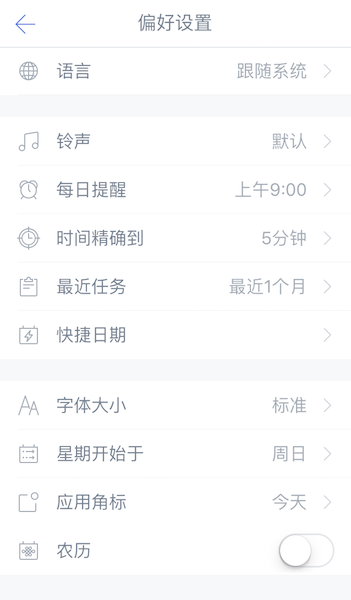 偏好设置
语言 跟随系统
铃声 默认
每日提醒 上午9:00
时间精确到 5分钟
最近任务 最近1个月
快捷日期
字体大小 标准
星期开始于 周日
应用角标 今天
农历